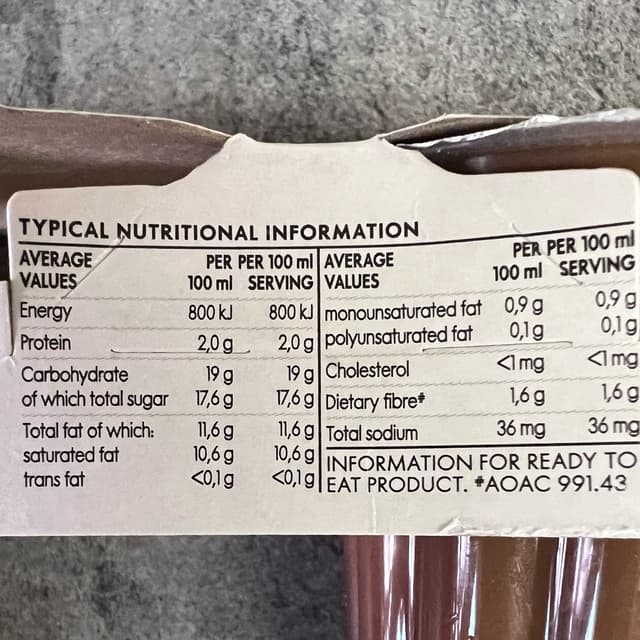 TYPICAL NUTRITIONAL INFORMATION
AVERAGE VALUES PER 100 ml PER 100 ml SERVING
Energy 800 kJ 800 kJ
Protein 2,0 g 2,0 g
Carbohydrate 19 g 19 g
of which total sugar 17,6 g 17,6 g
Total fat of which: 11,6 g 11,6 g
saturated fat 10,6 g 10,6 g
trans fat <0,1 g <0,1 g
AVERAGE VALUES PER 100 ml PER 100 ml SERVING
monounsaturated fat 0,9 g 0,9 g
polyunsaturated fat 0,1 g 0,1 g
Cholesterol <1 mg <1 mg
Dietary fibre# 1,6 g 1,6 g
Total sodium 36 mg 36 mg
INFORMATION FOR READY TO
EAT PRODUCT. #AOAC 991.43